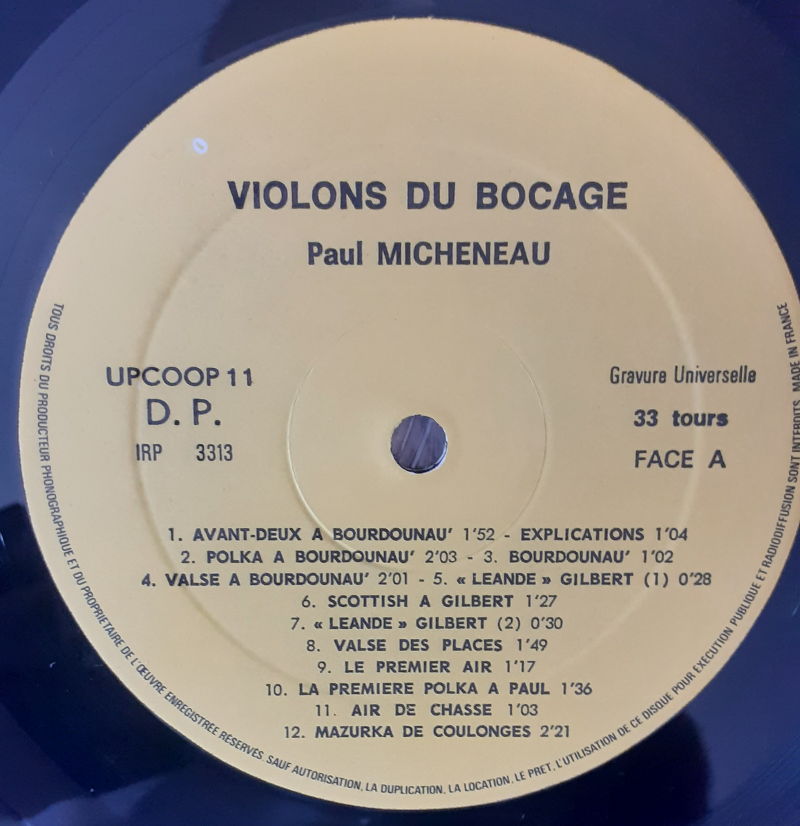 VIOLONS DU BOCAGE
Paul MICHENEAU
UPCOOP 11
D. P.
IRP 3313
Gravure Universelle
33 tours
FACE A
1. AVANT-DEUX A BOURDOUNAU' 1'52 - EXPLICATIONS 1'04
2. POLKA A BOURDOUNAU' 2'03 - 3. BOURDOUNAU' 1'02
4. VALSE A BOURDOUNAU' 2'01 - 5. « LEANDE » GILBERT (1) 0'28
6. SCOTTISH A GILBERT 1'27
7. « LEANDE » GILBERT (2) 0'30
8. VALSE DES PLACES 1'49
9. LE PREMIER AIR 1'17
10. LA PREMIERE POLKA A PAUL 1'36
11. AIR DE CHASSE 1'03
12. MAZURKA DE COULONGES 2'21
TOUS DROITS DU PRODUCTEUR PHONOGRAPHIQUE ET DU PROPRIETAIRE DE L'ŒUVRE ENREGISTREE RESERVES. SAUF AUTORISATION, LA DUPLICATION, LA LOCATION, LE PRET, L'UTILISATION DE CE DISQUE POUR EXECUTION PUBLIQUE ET RADIODIFFUSION SONT INTERDITS. MADE IN FRANCE